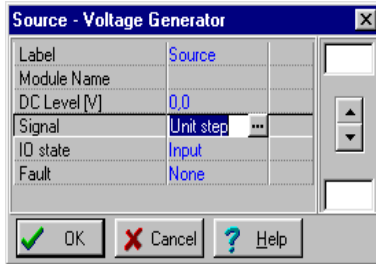 Source - Voltage Generator
Label Source
Module Name
DC Level [V] 0,0
Signal Unit step ...
IO state Input
Fault None
OK Cancel ? Help